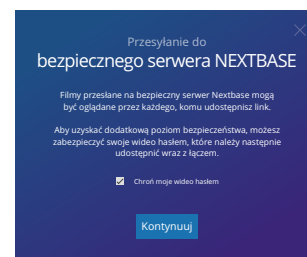 Przesyłanie do
bezpiecznego serwera NEXTBASE
Filmy przesłane na bezpieczny serwer Nextbase mogą
być oglądane przez każdego, komu udostępnisz link.
Aby uzyskać dodatkową poziom bezpieczeństwa, możesz
zabezpieczyć swoje wideo hasłem, które należy następnie
udostępnić wraz z łączem.
Chroń moje wideo hasłem
Kontynuuj